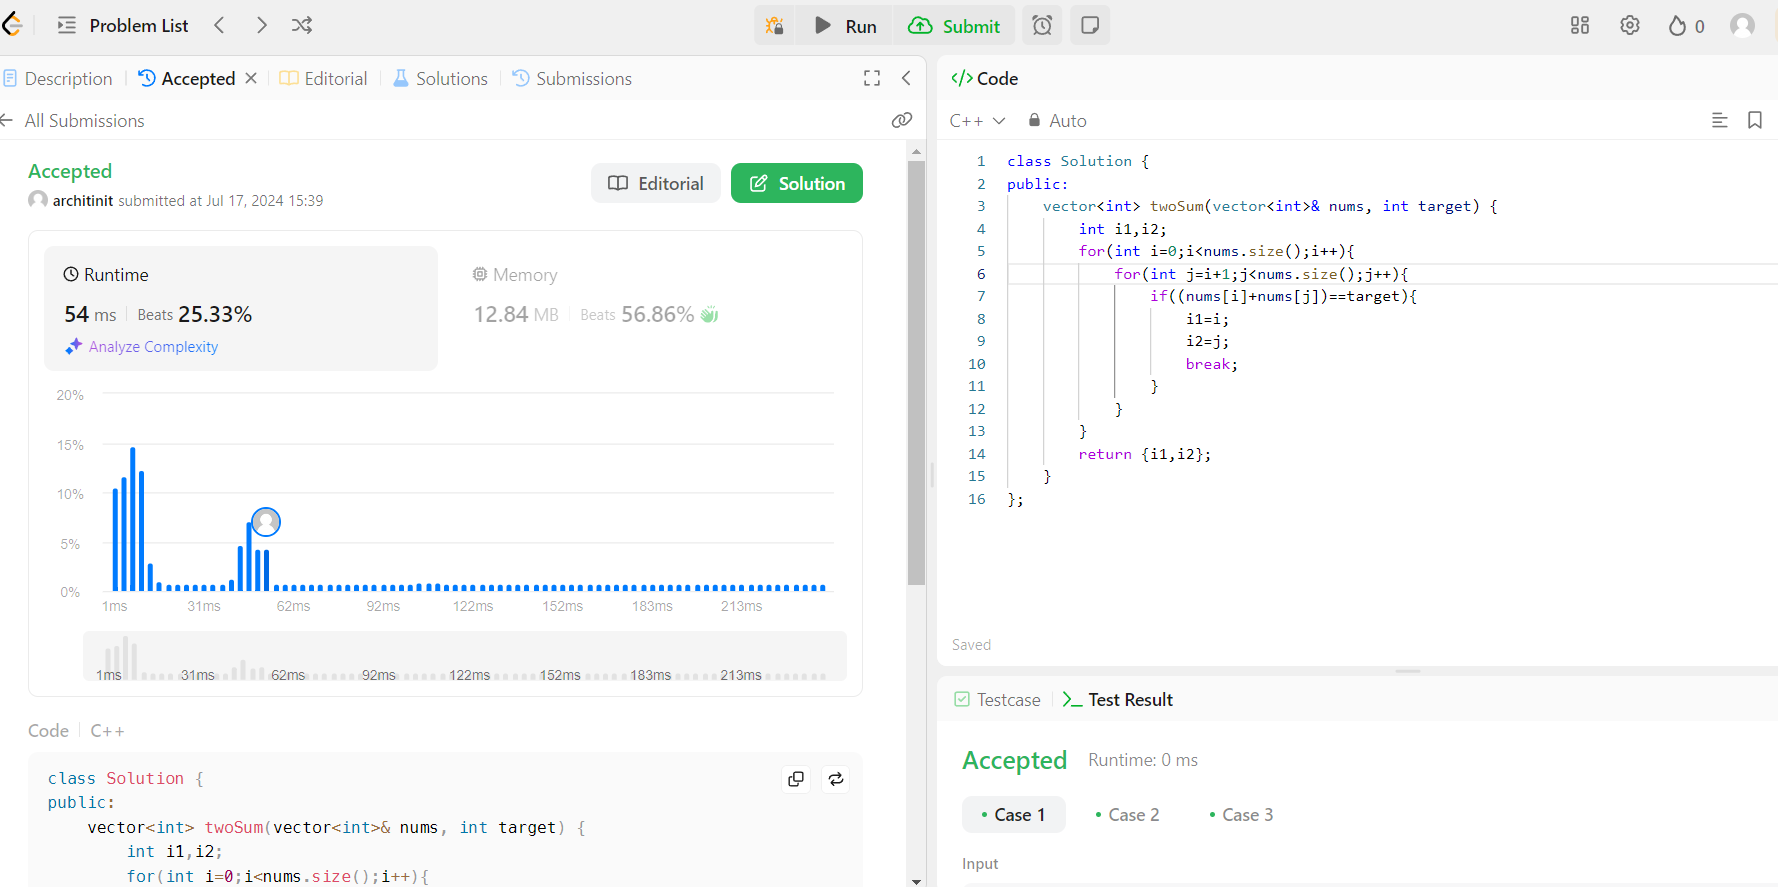 Problem List
Run
Submit
0
Description
Accepted
Editorial
Solutions
Submissions
All Submissions
Accepted
architinit submitted at Jul 17, 2024 15:39
Editorial
Solution
Runtime
54 ms
Beats 25.33%
Analyze Complexity
Memory
12.84 MB
Beats 56.86%
20%
15%
10%
5%
0%
1ms 31ms 62ms 92ms 122ms 152ms 183ms 213ms
1ms 31ms 62ms 92ms 122ms 152ms 183ms 213ms
Code
C++
class Solution {
public:
    vector<int> twoSum(vector<int>& nums, int target) {
        int i1,i2;
        for(int i=0;i<nums.size();i++){
</> Code
C++
Auto
1 class Solution {
2 public:
3     vector<int> twoSum(vector<int>& nums, int target) {
4         int i1,i2;
5         for(int i=0;i<nums.size();i++){
6             for(int j=i+1;j<nums.size();j++){
7                 if((nums[i]+nums[j])==target){
8                     i1=i;
9                     i2=j;
10                     break;
11                 }
12             }
13         }
14         return {i1,i2};
15     }
16 };
Saved
Testcase
>_ Test Result
Accepted
Runtime: 0 ms
• Case 1
• Case 2
• Case 3
Input